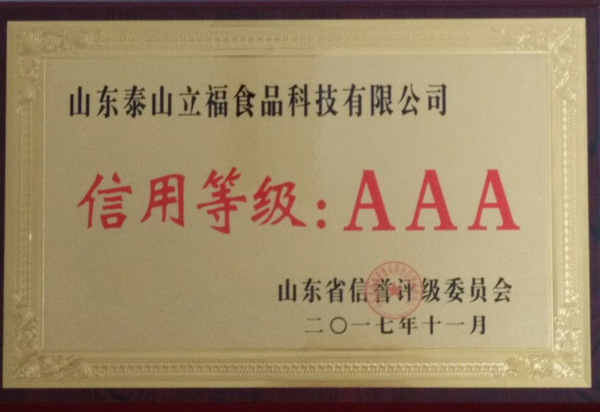 山东泰山立福食品科技有限公司
信用等级:AAA
山东省信誉评级委员会
二〇一七年十一月